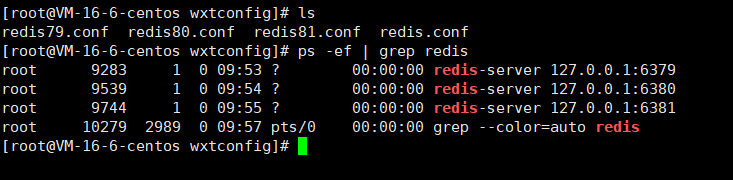 [root@VM-16-6-centos wxtconfig]# ls
redis79.conf  redis80.conf  redis81.conf  redis.conf
[root@VM-16-6-centos wxtconfig]# ps -ef | grep redis
root      9283     1  0 09:53 ?        00:00:00 redis-server 127.0.0.1:6379
root      9539     1  0 09:54 ?        00:00:00 redis-server 127.0.0.1:6380
root      9744     1  0 09:55 ?        00:00:00 redis-server 127.0.0.1:6381
root     10279  2989  0 09:57 pts/0    00:00:00 grep --color=auto redis
[root@VM-16-6-centos wxtconfig]#